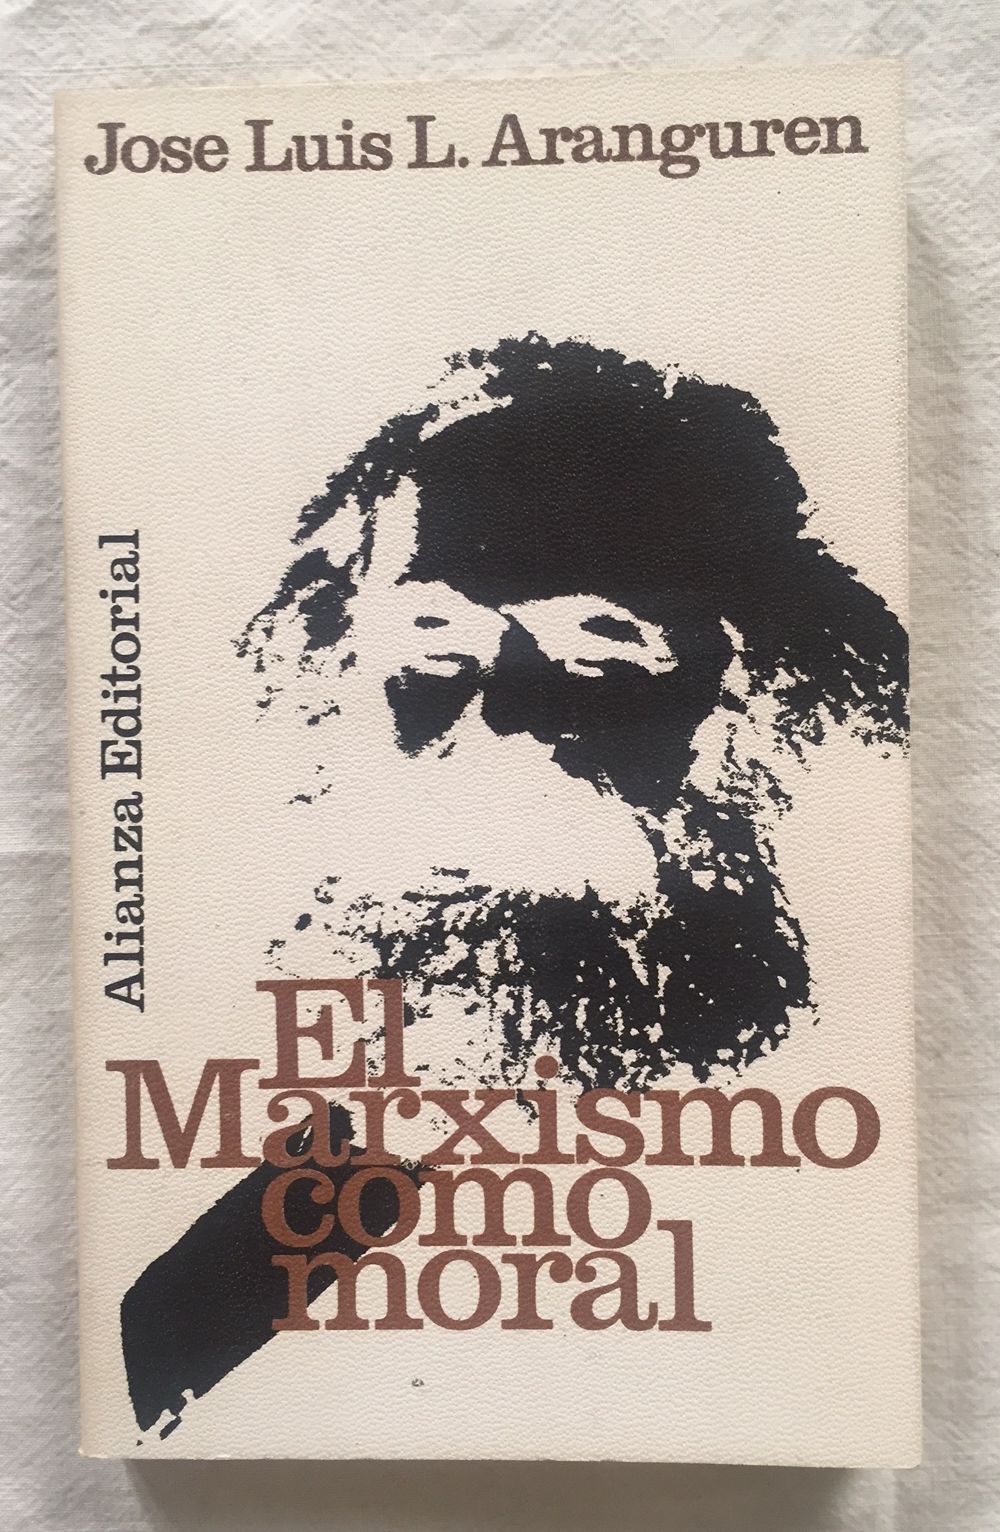 Jose Luis L. Aranguren
Alianza Editorial
El
Marxismo
como
moral